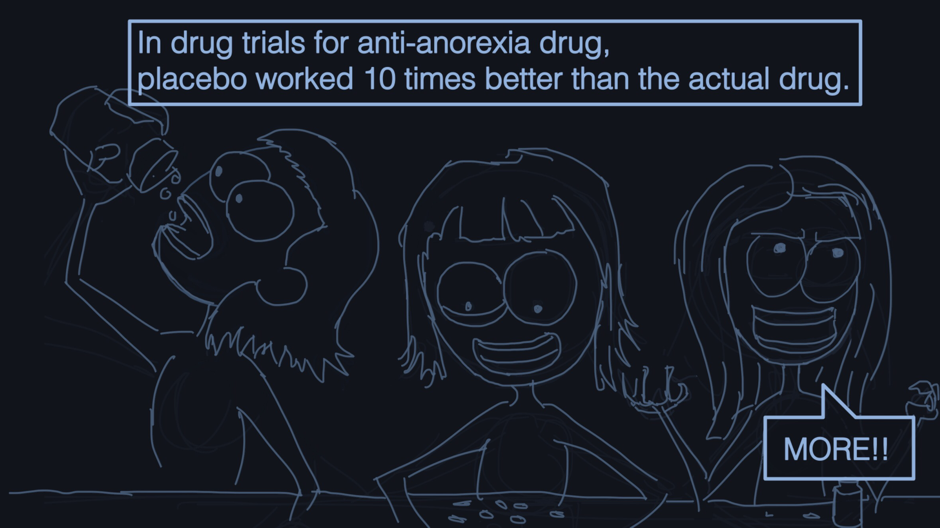 In drug trials for anti-anorexia drug,
placebo worked 10 times better than the actual drug.
MORE!!